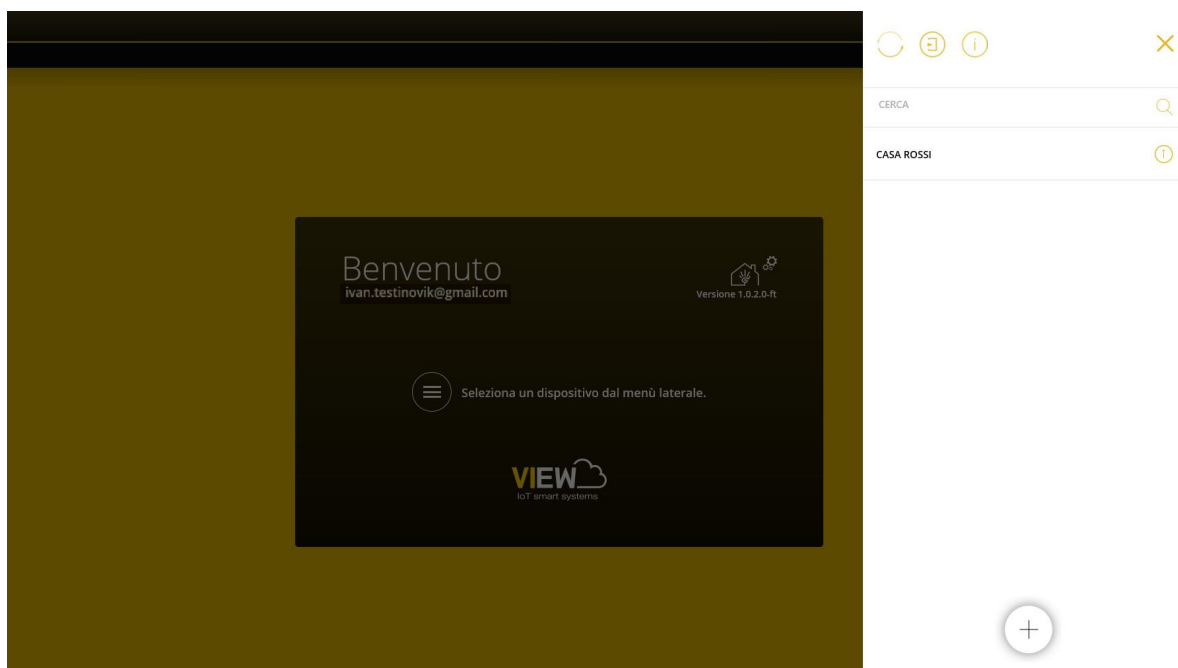 CERCA
CASA ROSSI
Benvenuto
ivan.testinovik@gmail.com
Versione 1.0.2.0-ft
Seleziona un dispositivo dal menù laterale.
VIEW
IoT smart systems